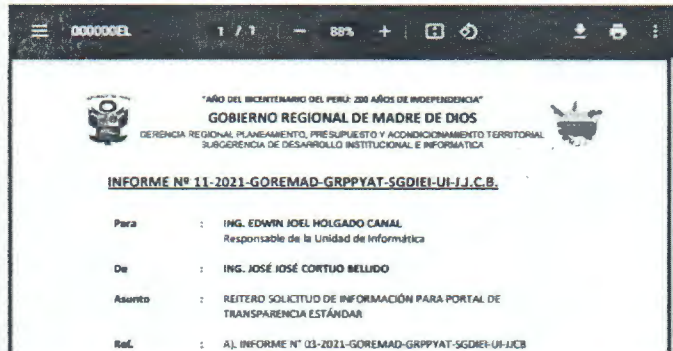 000000EL 1 / 1 — 88% +
"AÑO DEL BICENTENARIO DEL PERÚ: 200 AÑOS DE INDEPENDENCIA"
GOBIERNO REGIONAL DE MADRE DE DIOS
GERENCIA REGIONAL PLANEAMIENTO, PRESUPUESTO Y ACONDICIONAMIENTO TERRITORIAL
SUBGERENCIA DE DESARROLLO INSTITUCIONAL E INFORMATICA
INFORME Nº 11-2021-GOREMAD-GRPPYAT-SGDIEI-UI-J.J.C.B.
Para : ING. EDWIN JOEL HOLGADO CANAL
Responsable de la Unidad de Informática
De : ING. JOSÉ JOSÉ CORTIJO BELLIDO
Asunto : REITERO SOLICITUD DE INFORMACIÓN PARA PORTAL DE
TRANSPARENCIA ESTÁNDAR
Ref. : A). INFORME N° 03-2021-GOREMAD-GRPPYAT-SGDIEI-UI-JJCB